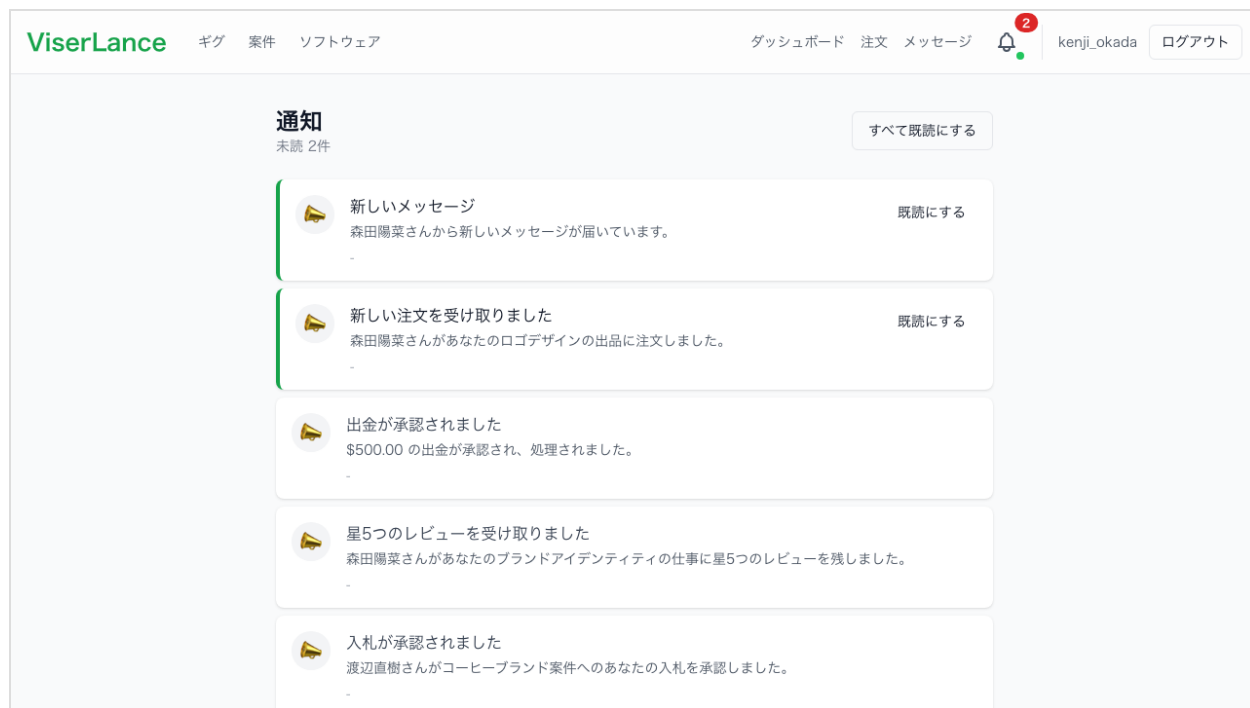 ViserLance ギグ 案件 ソフトウェア ダッシュボード 注文 メッセージ 2 kenji_okada ログアウト
通知
未読 2件
すべて既読にする
新しいメッセージ
既読にする
森田陽菜さんから新しいメッセージが届いています。
-
新しい注文を受け取りました
既読にする
森田陽菜さんがあなたのロゴデザインの出品に注文しました。
-
出金が承認されました
$500.00 の出金が承認され、処理されました。
-
星5つのレビューを受け取りました
森田陽菜さんがあなたのブランドアイデンティティの仕事に星5つのレビューを残しました。
-
入札が承認されました
渡辺直樹さんがコーヒーブランド案件へのあなたの入札を承認しました。
-